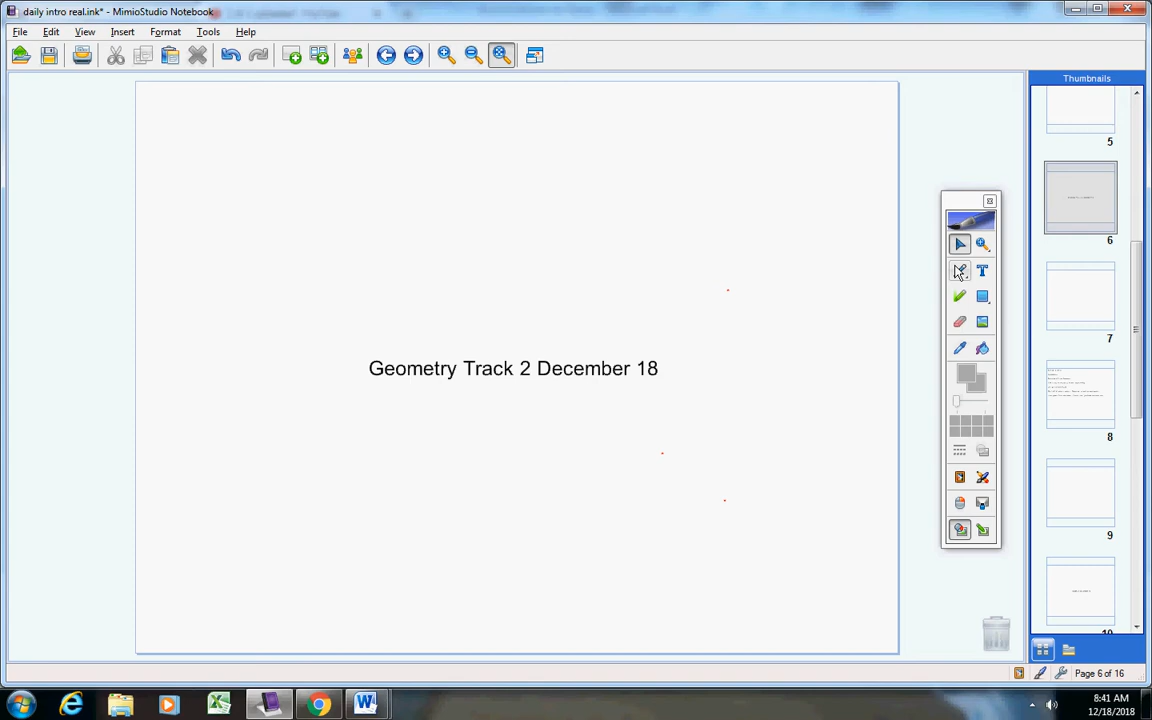 daily intro real.ink* - MimioStudio Notebook
File Edit View Insert Format Tools Help
Thumbnails
5
6
7
8
9
10
Geometry Track 2 December 18
T
Page 6 of 16
8:41 AM
12/18/2018